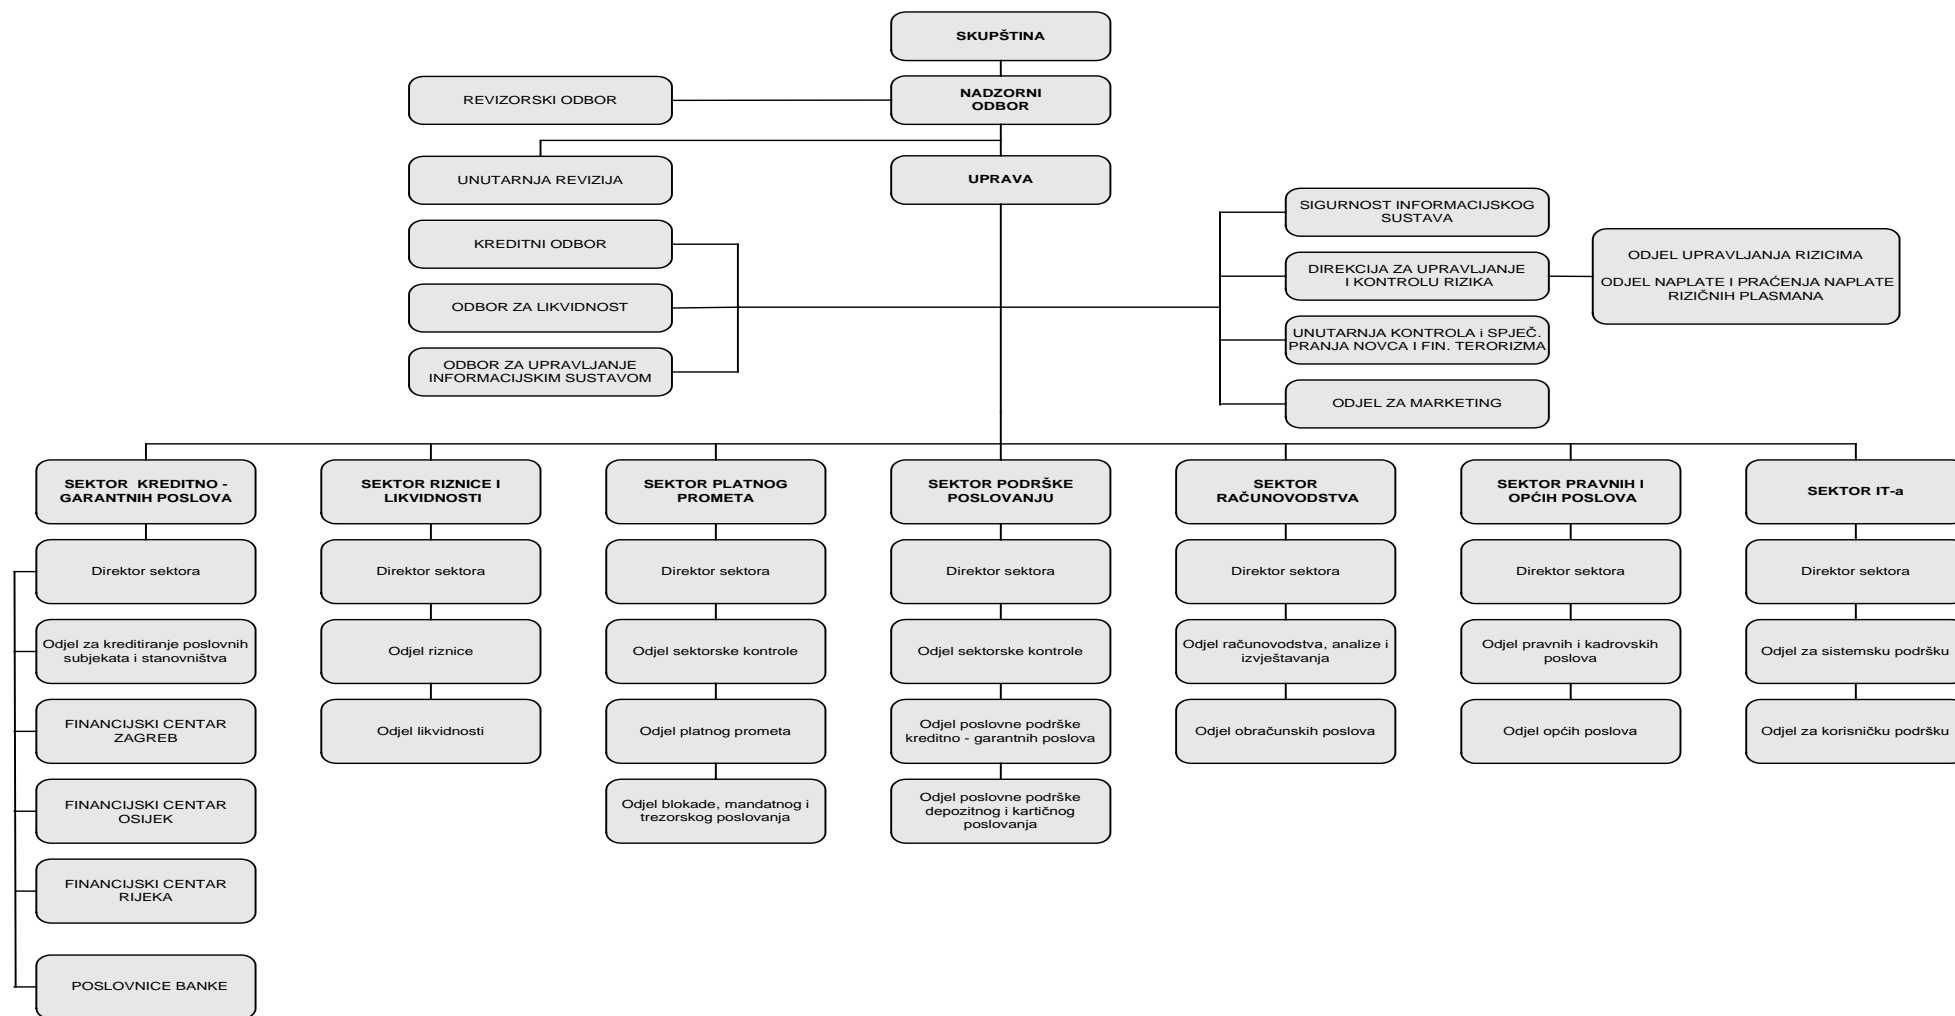 SKUPŠTINA
REVIZORSKI ODBOR
NADZORNI
ODBOR
UNUTARNJA REVIZIJA
UPRAVA
KREDITNI ODBOR
ODBOR ZA LIKVIDNOST
ODBOR ZA UPRAVLJANJE
INFORMACIJSKIM SUSTAVOM
SIGURNOST INFORMACIJSKOG
SUSTAVA
DIREKCIJA ZA UPRAVLJANJE
I KONTROLU RIZIKA
ODJEL UPRAVLJANJA RIZICIMA
ODJEL NAPLATE I PRAĆENJA NAPLATE
RIZIČNIH PLASMANA
UNUTARNJA KONTROLA i SPJEČ.
PRANJA NOVCA I FIN. TERORIZMA
ODJEL ZA MARKETING
SEKTOR KREDITNO -
GARANTNIH POSLOVA
Direktor sektora
Odjel za kreditiranje poslovnih
subjekata i stanovništva
FINANCIJSKI CENTAR
ZAGREB
FINANCIJSKI CENTAR
OSIJEK
FINANCIJSKI CENTAR
RIJEKA
POSLOVNICE BANKE
SEKTOR RIZNICE I
LIKVIDNOSTI
Direktor sektora
Odjel riznice
Odjel likvidnosti
SEKTOR PLATNOG
PROMETA
Direktor sektora
Odjel sektorske kontrole
Odjel platnog prometa
Odjel blokade, mandatnog i
trezorskog poslovanja
SEKTOR PODRŠKE
POSLOVANJU
Direktor sektora
Odjel sektorske kontrole
Odjel poslovne podrške
kreditno - garantnih poslova
Odjel poslovne podrške
depozitnog i kartičnog
poslovanja
SEKTOR
RAČUNOVODSTVA
Direktor sektora
Odjel računovodstva, analize i
izvještavanja
Odjel obračunskih poslova
SEKTOR PRAVNIH I
OPĆIH POSLOVA
Direktor sektora
Odjel pravnih i kadrovskih
poslova
Odjel općih poslova
SEKTOR IT-a
Direktor sektora
Odjel za sistemsku podršku
Odjel za korisničku podršku